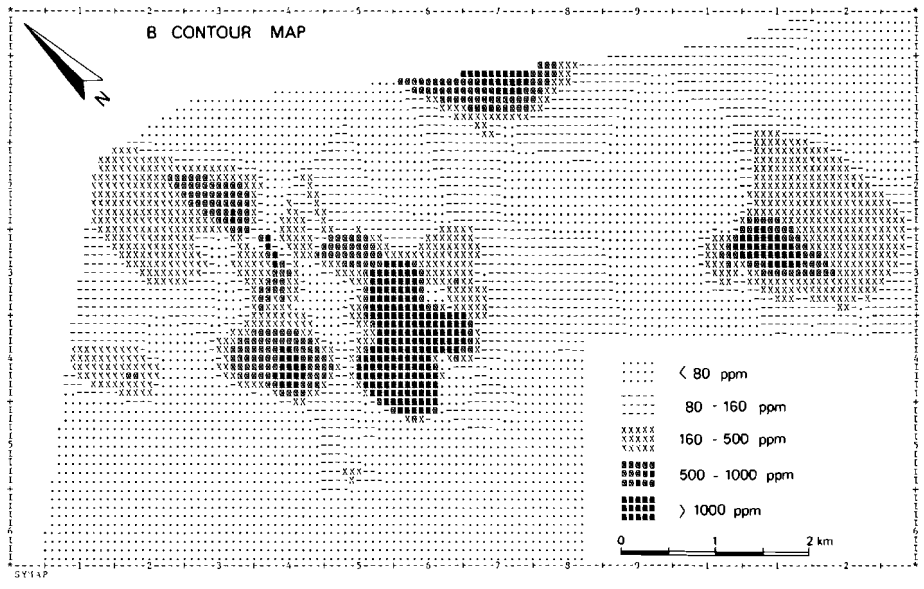 B CONTOUR MAP
N
< 80 ppm
80 - 160 ppm
160 - 500 ppm
500 - 1000 ppm
> 1000 ppm
0 1 2 km
SYMAP